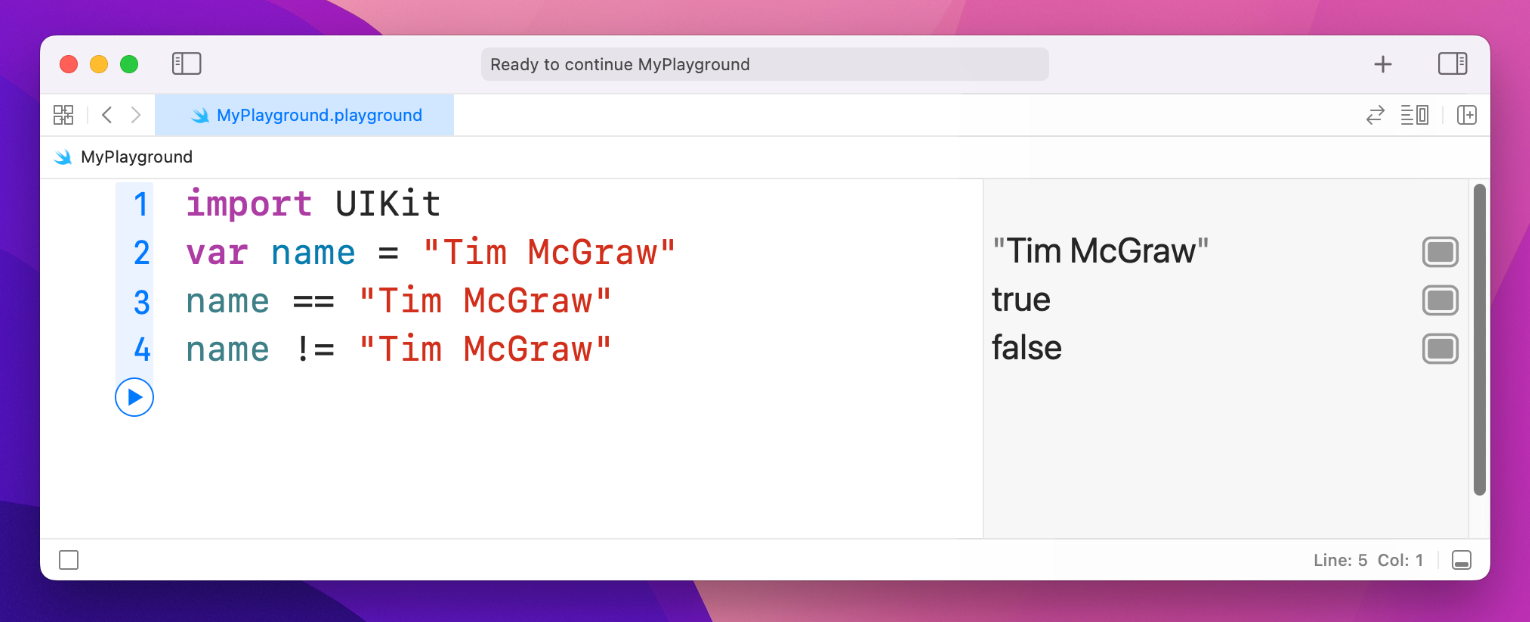 Ready to continue MyPlayground
MyPlayground.playground
MyPlayground
1 import UIKit
2 var name = "Tim McGraw" "Tim McGraw"
3 name == "Tim McGraw" true
4 name != "Tim McGraw" false
Line: 5 Col: 1